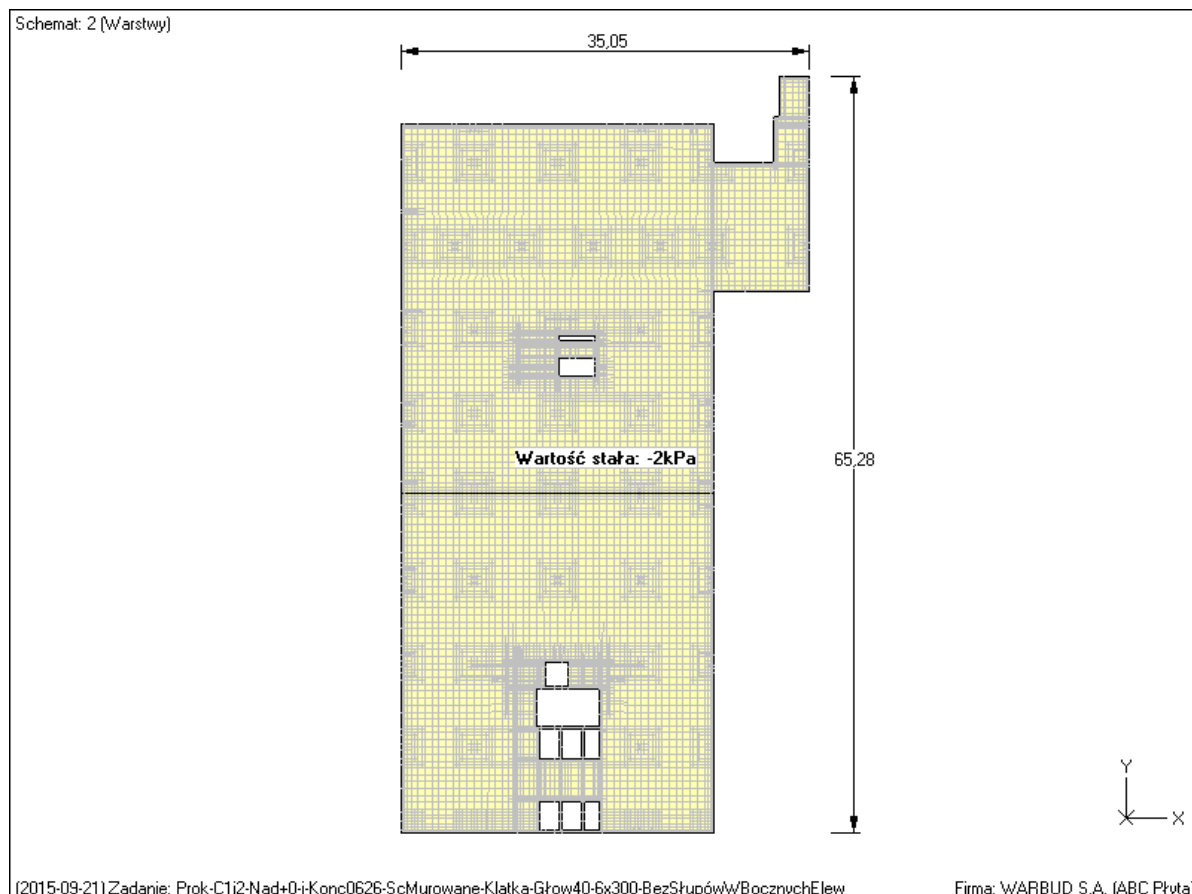 Schemat: 2 (Warstwy)
35,05
Wartość stała: -2kPa
65,28
Y
X
(2015-09-21) Zadanie: Prok-C1i2-Nad+0-i-Konc0626-ScMurowane-Klatka-Głow40-6x300-BezSłupówWBocznychElew
Firma: WARBUD S.A. (ABC Płyta